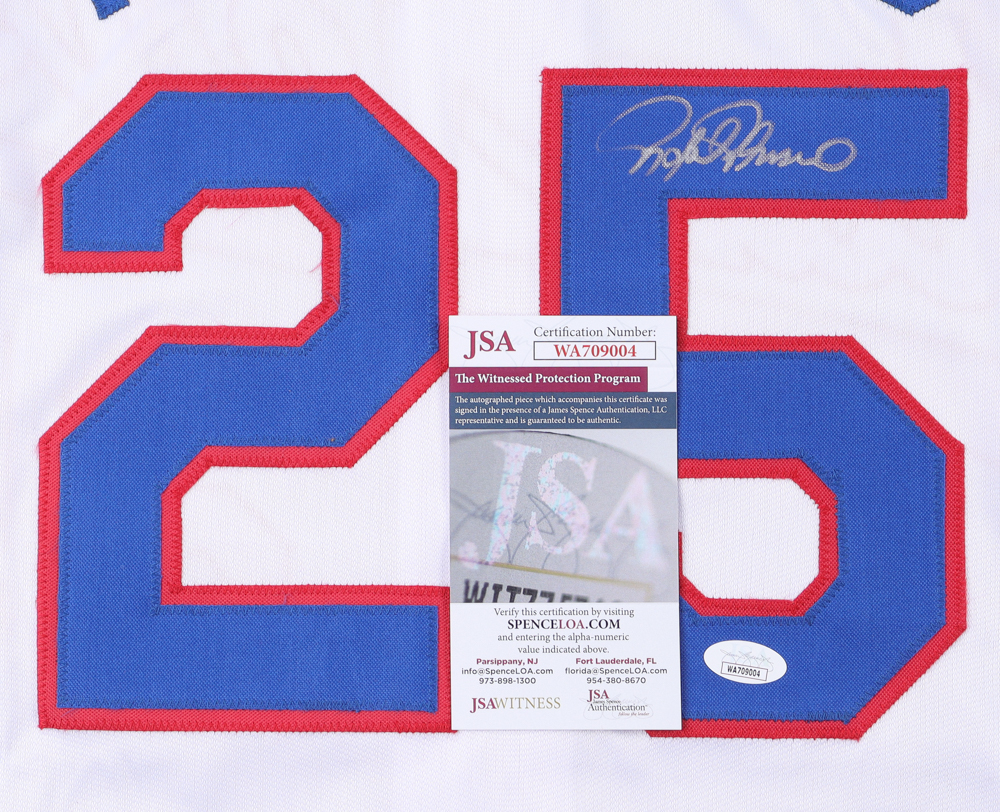 25
JSA
Certification Number:
WA709004
The Witnessed Protection Program
The autographed piece which accompanies this certificate was
signed in the presence of a James Spence Authentication, LLC
representative and is guaranteed to be authentic.
JSA
Verify this certification by visiting
SPENCELOA.COM
and entering the alpha-numeric
value indicated above.
Parsippany, NJ
info@SpenceLOA.com
973-898-1300
Fort Lauderdale, FL
florida@SpenceLOA.com
954-380-8670
JSAWITNESS
JSA
James Spence
Authentication
WA709004